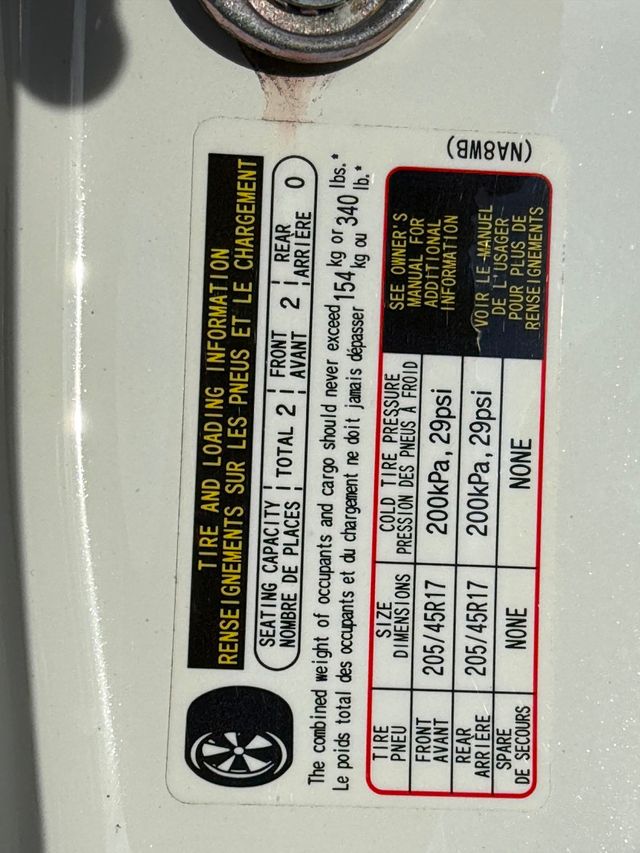 TIRE AND LOADING INFORMATION
RENSEIGNEMENTS SUR LES PNEUS ET LE CHARGEMENT
SEATING CAPACITY TOTAL 2 FRONT 2 REAR 0
NOMBRE DE PLACES AVANT ARRIÈRE
The combined weight of occupants and cargo should never exceed 154 kg or 340 lbs.*
Le poids total des occupants et du chargement ne doit jamais dépasser kg ou lb.*
TIRE SIZE COLD TIRE PRESSURE
PNEU DIMENSIONS PRESSION DES PNEUS À FROID
FRONT 205/45R17 200kPa, 29psi
AVANT
REAR 205/45R17 200kPa, 29psi
ARRIÈRE
SPARE NONE NONE
DE SECOURS
SEE OWNER'S
MANUAL FOR
ADDITIONAL
INFORMATION
VOIR LE MANUEL
DE L'USAGER
POUR PLUS DE
RENSEIGNEMENTS
(NA8WB)